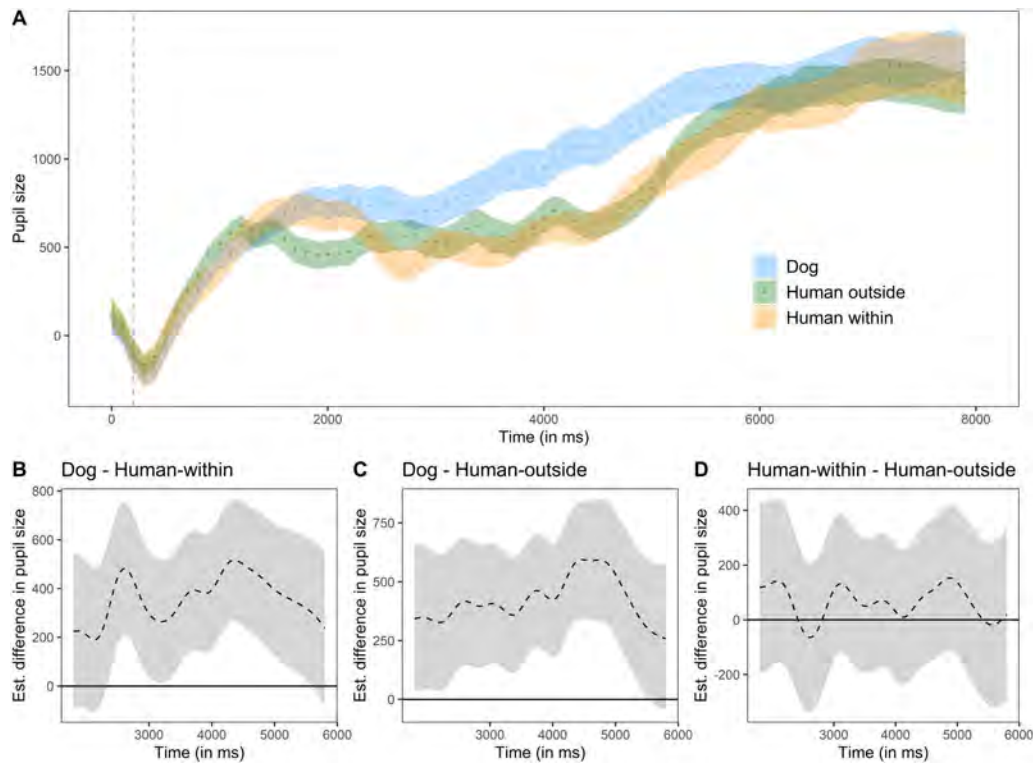 A
1500
1000
500
0
Pupil size
Dog
Human outside
Human within
0 2000 4000 6000 8000
Time (in ms)
B Dog - Human-within
800
600
400
200
0
Est. difference in pupil size
3000 4000 5000 6000
Time (in ms)
C Dog - Human-outside
750
500
250
0
Est. difference in pupil size
3000 4000 5000 6000
Time (in ms)
D Human-within - Human-outside
400
200
0
-200
Est. difference in pupil size
3000 4000 5000 6000
Time (in ms)